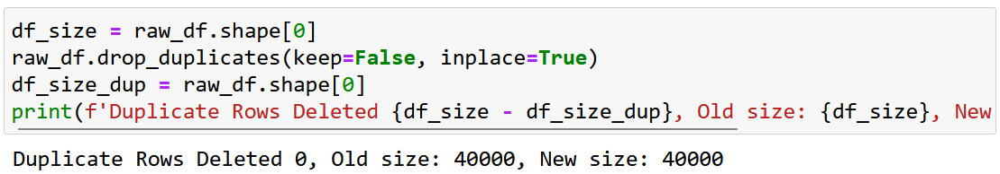 df_size = raw_df.shape[0]
raw_df.drop_duplicates(keep=False, inplace=True)
df_size_dup = raw_df.shape[0]
print(f'Duplicate Rows Deleted {df_size - df_size_dup}, Old size: {df_size}, New
Duplicate Rows Deleted 0, Old size: 40000, New size: 40000